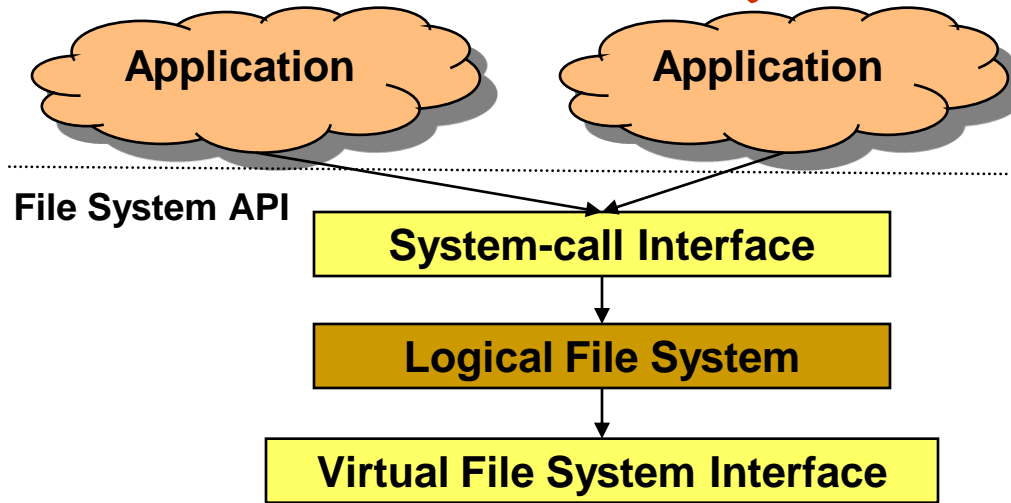 Application Application
File System API
System-call Interface
Logical File System
Virtual File System Interface